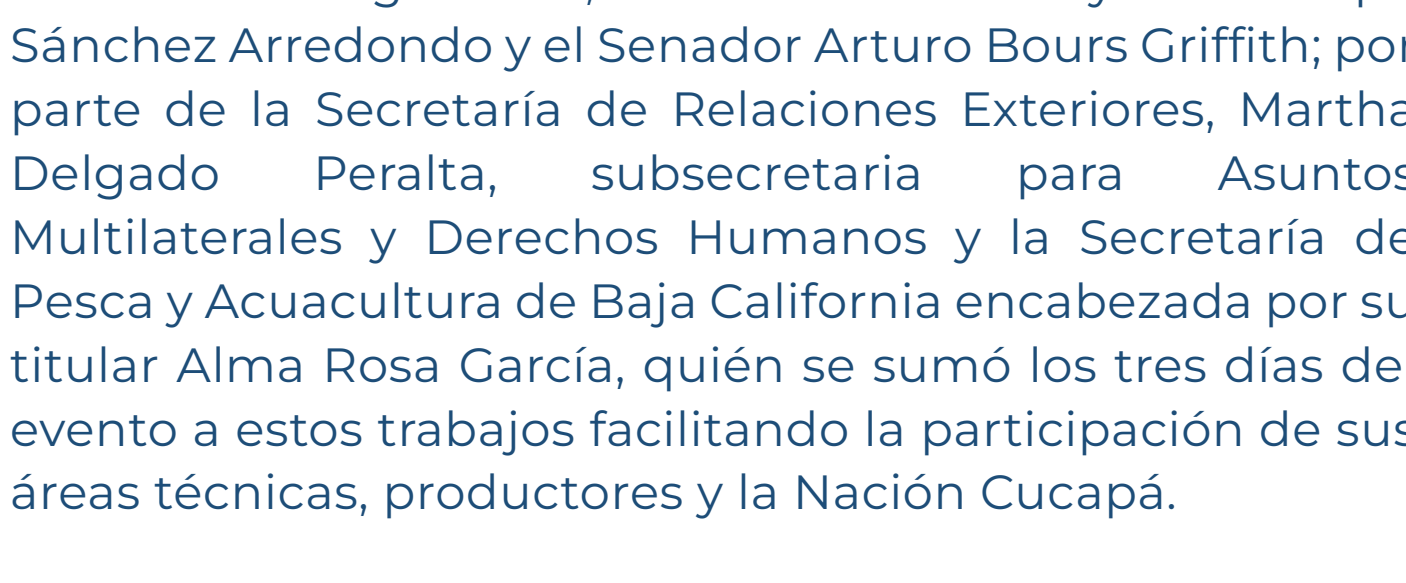 Sánchez Arredondo y el Senador Arturo Bours Griffith; por
parte de la Secretaría de Relaciones Exteriores, Martha
Delgado Peralta, subsecretaria para Asuntos
Multilaterales y Derechos Humanos y la Secretaría de
Pesca y Acuacultura de Baja California encabezada por su
titular Alma Rosa García, quién se sumó los tres días de
evento a estos trabajos facilitando la participación de sus
áreas técnicas, productores y la Nación Cucapá.